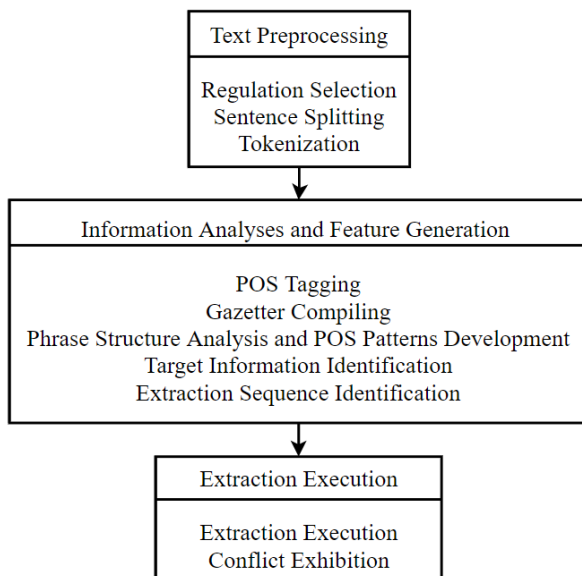 Text Preprocessing
Regulation Selection
Sentence Splitting
Tokenization
Information Analyses and Feature Generation
POS Tagging
Gazetter Compiling
Phrase Structure Analysis and POS Patterns Development
Target Information Identification
Extraction Sequence Identification
Extraction Execution
Extraction Execution
Conflict Exhibition